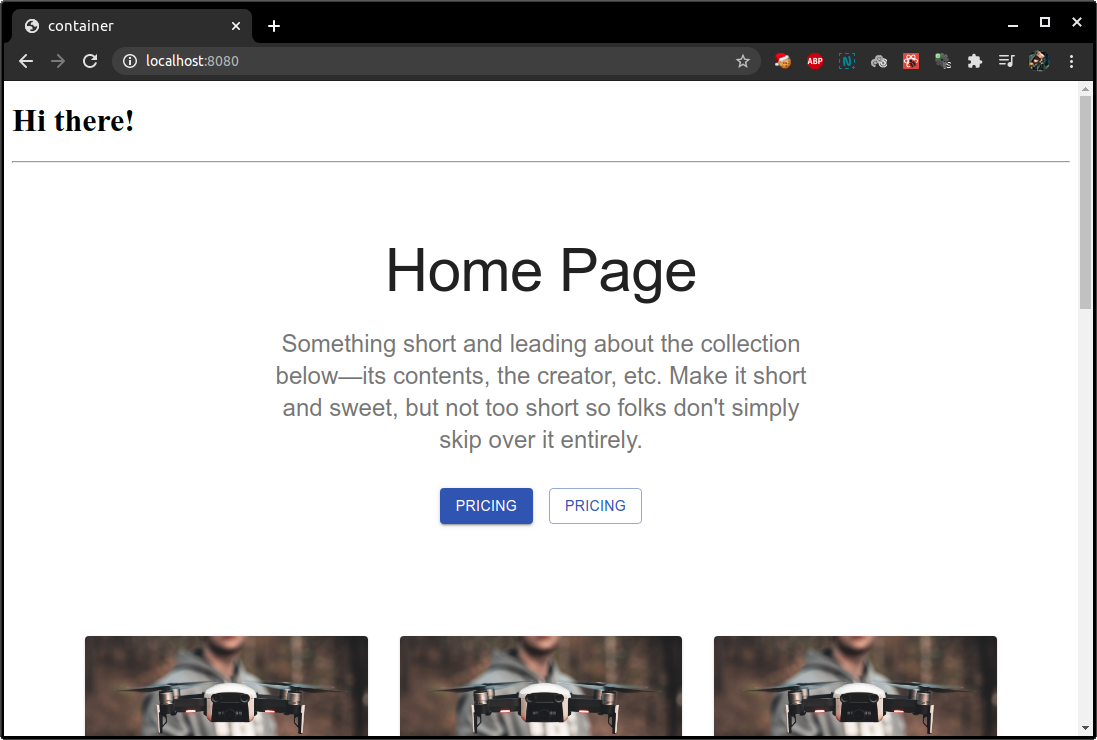 container
localhost:8080
ABP
N
Hi there!
Home Page
Something short and leading about the collection
below—its contents, the creator, etc. Make it short
and sweet, but not too short so folks don't simply
skip over it entirely.
PRICING PRICING